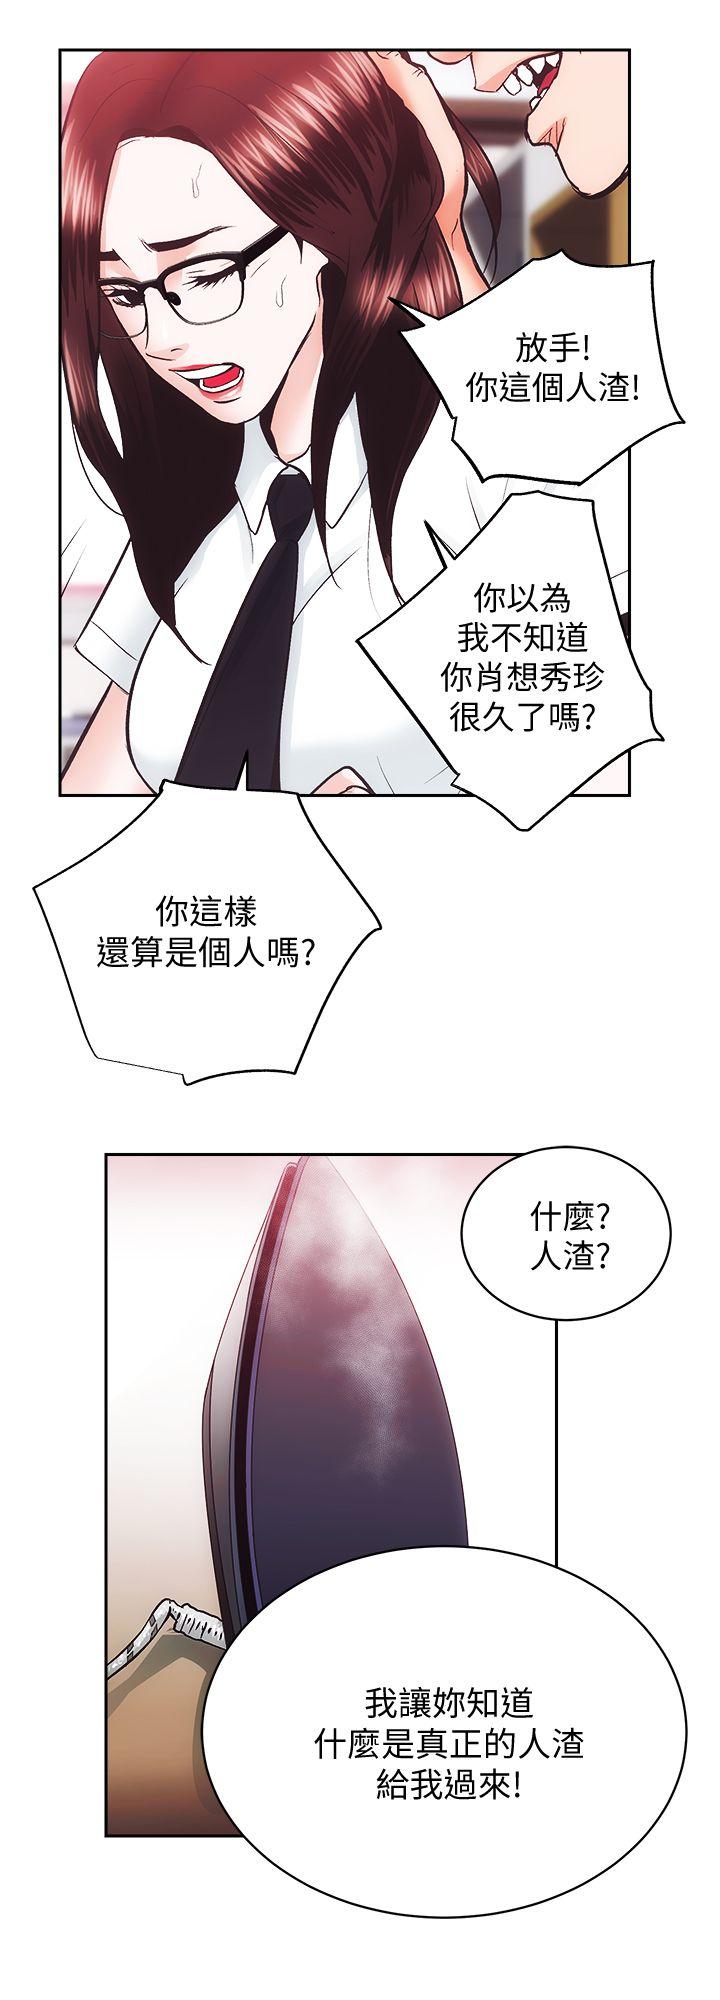 放手!
你這個人渣!
你以為
我不知道
你肖想秀珍
很久了嗎?
你這樣
還算是個人嗎?
什麼?
人渣?
我讓妳知道
什麼是真正的人渣
給我過來!